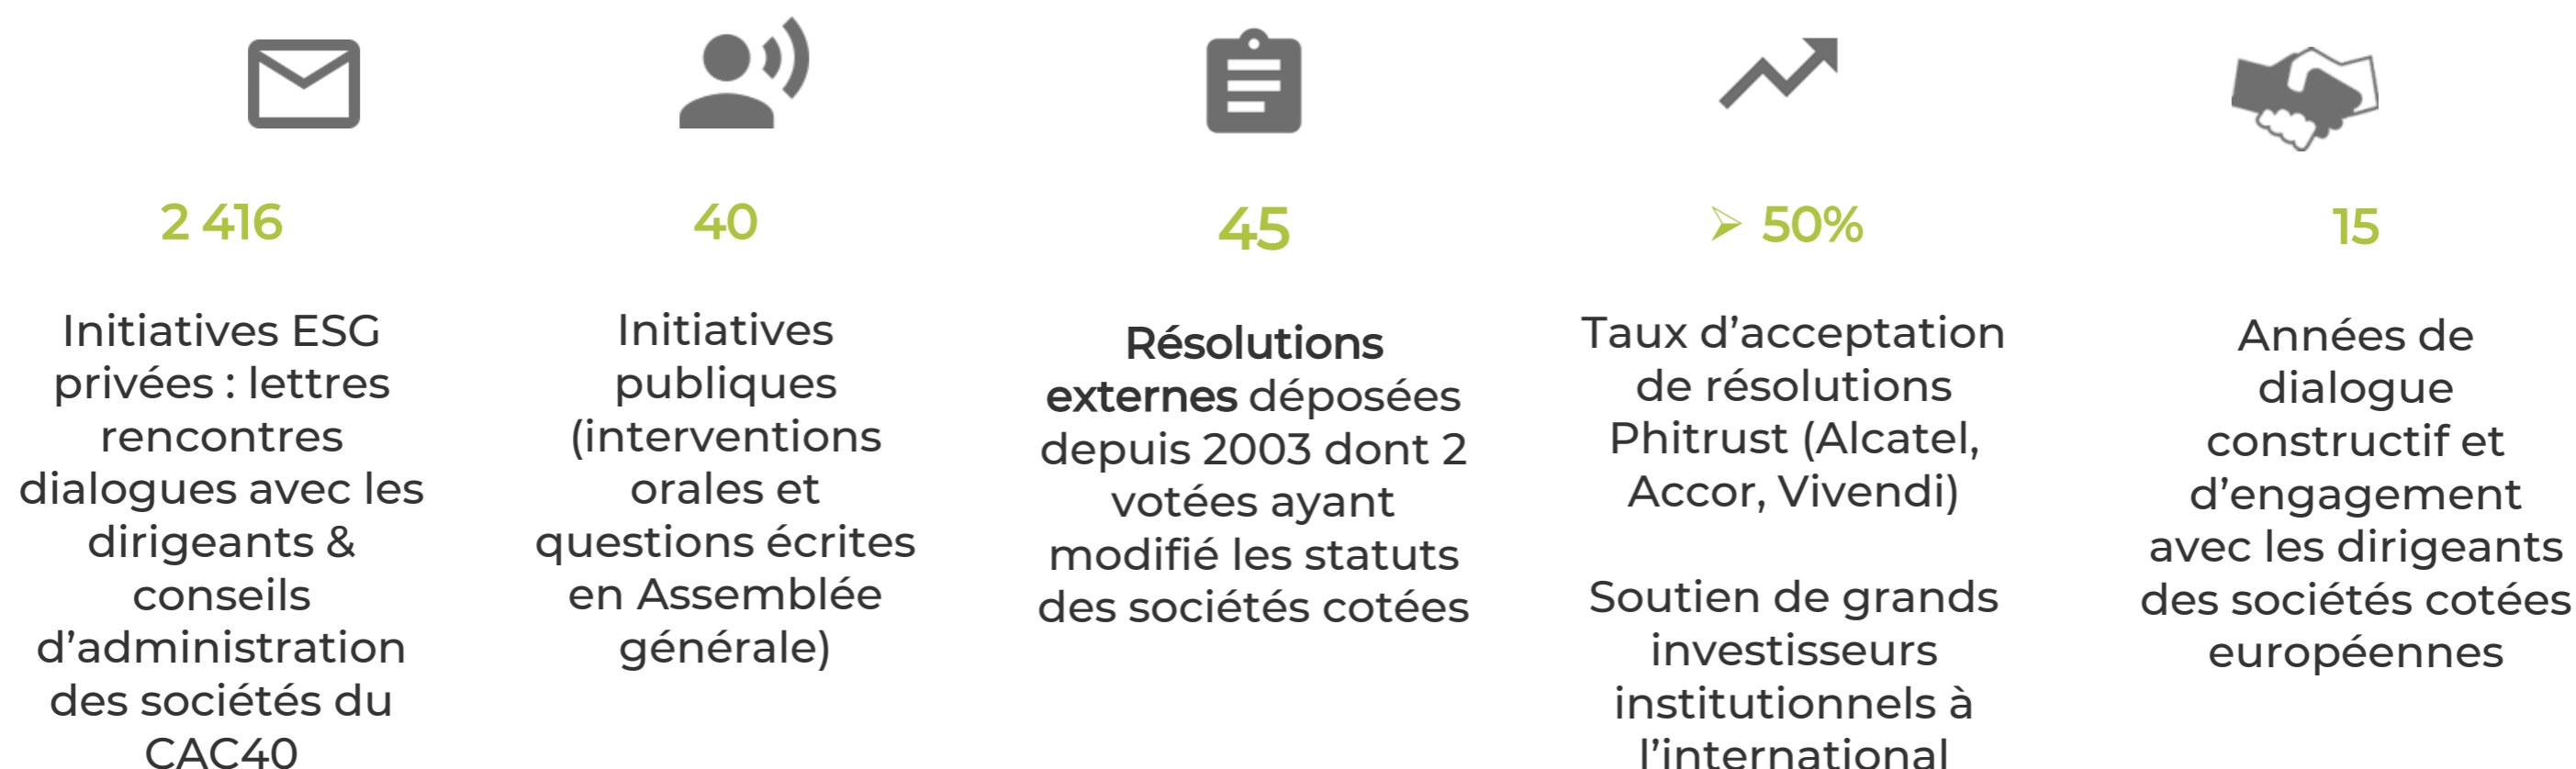 2 416
Initiatives ESG
privées : lettres
rencontres
dialogues avec les
dirigeants &
conseils
d’administration
des sociétés du
CAC40
40
Initiatives
publiques
(interventions
orales et
questions écrites
en Assemblée
générale)
45
Résolutions
externes déposées
depuis 2003 dont 2
votées ayant
modifié les statuts
des sociétés cotées
➢ 50%
Taux d’acceptation
de résolutions
Phitrust (Alcatel,
Accor, Vivendi)
Soutien de grands
investisseurs
institutionnels à
l’international
15
Années de
dialogue
constructif et
d’engagement
avec les dirigeants
des sociétés cotées
européennes